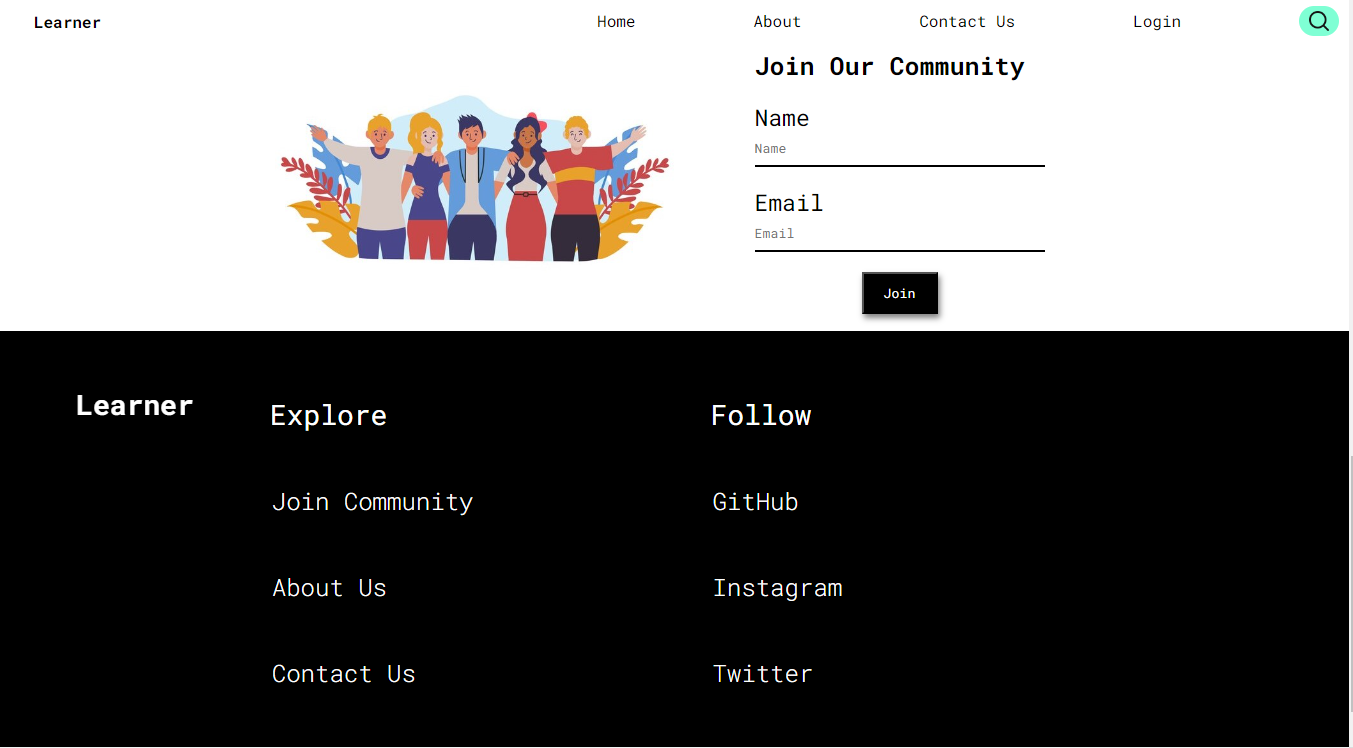 Learner Home About Contact Us Login
Join Our Community
Name
Name
Email
Email
Join
Learner
Explore
Join Community
About Us
Contact Us
Follow
GitHub
Instagram
Twitter